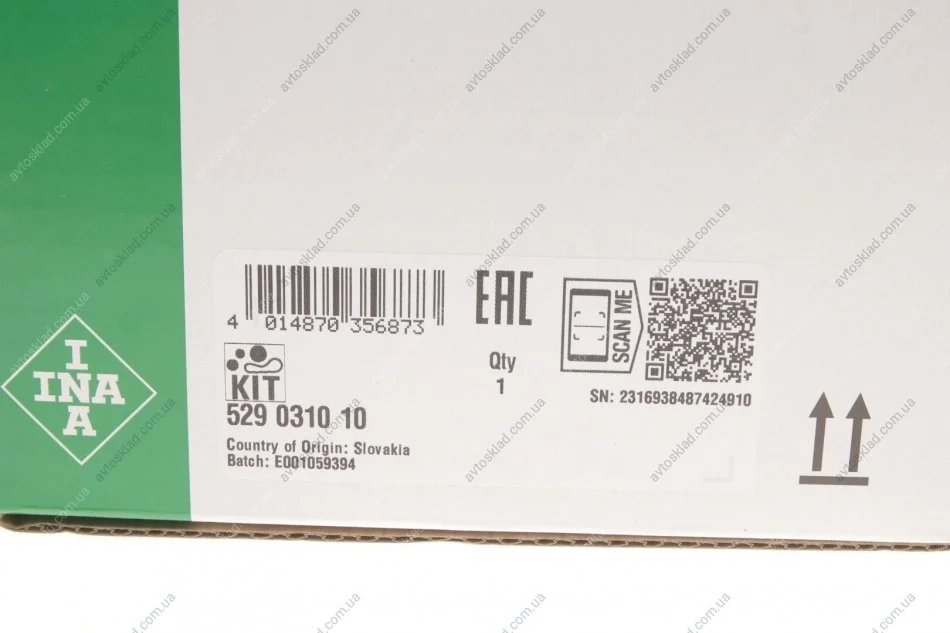 INA
4 014870 356873
EAC
SCAN ME
Qty
1
SN: 2316938487424910
KIT
529 0310 10
Country of Origin: Slovakia
Batch: E001059394
avtosklad.com.ua